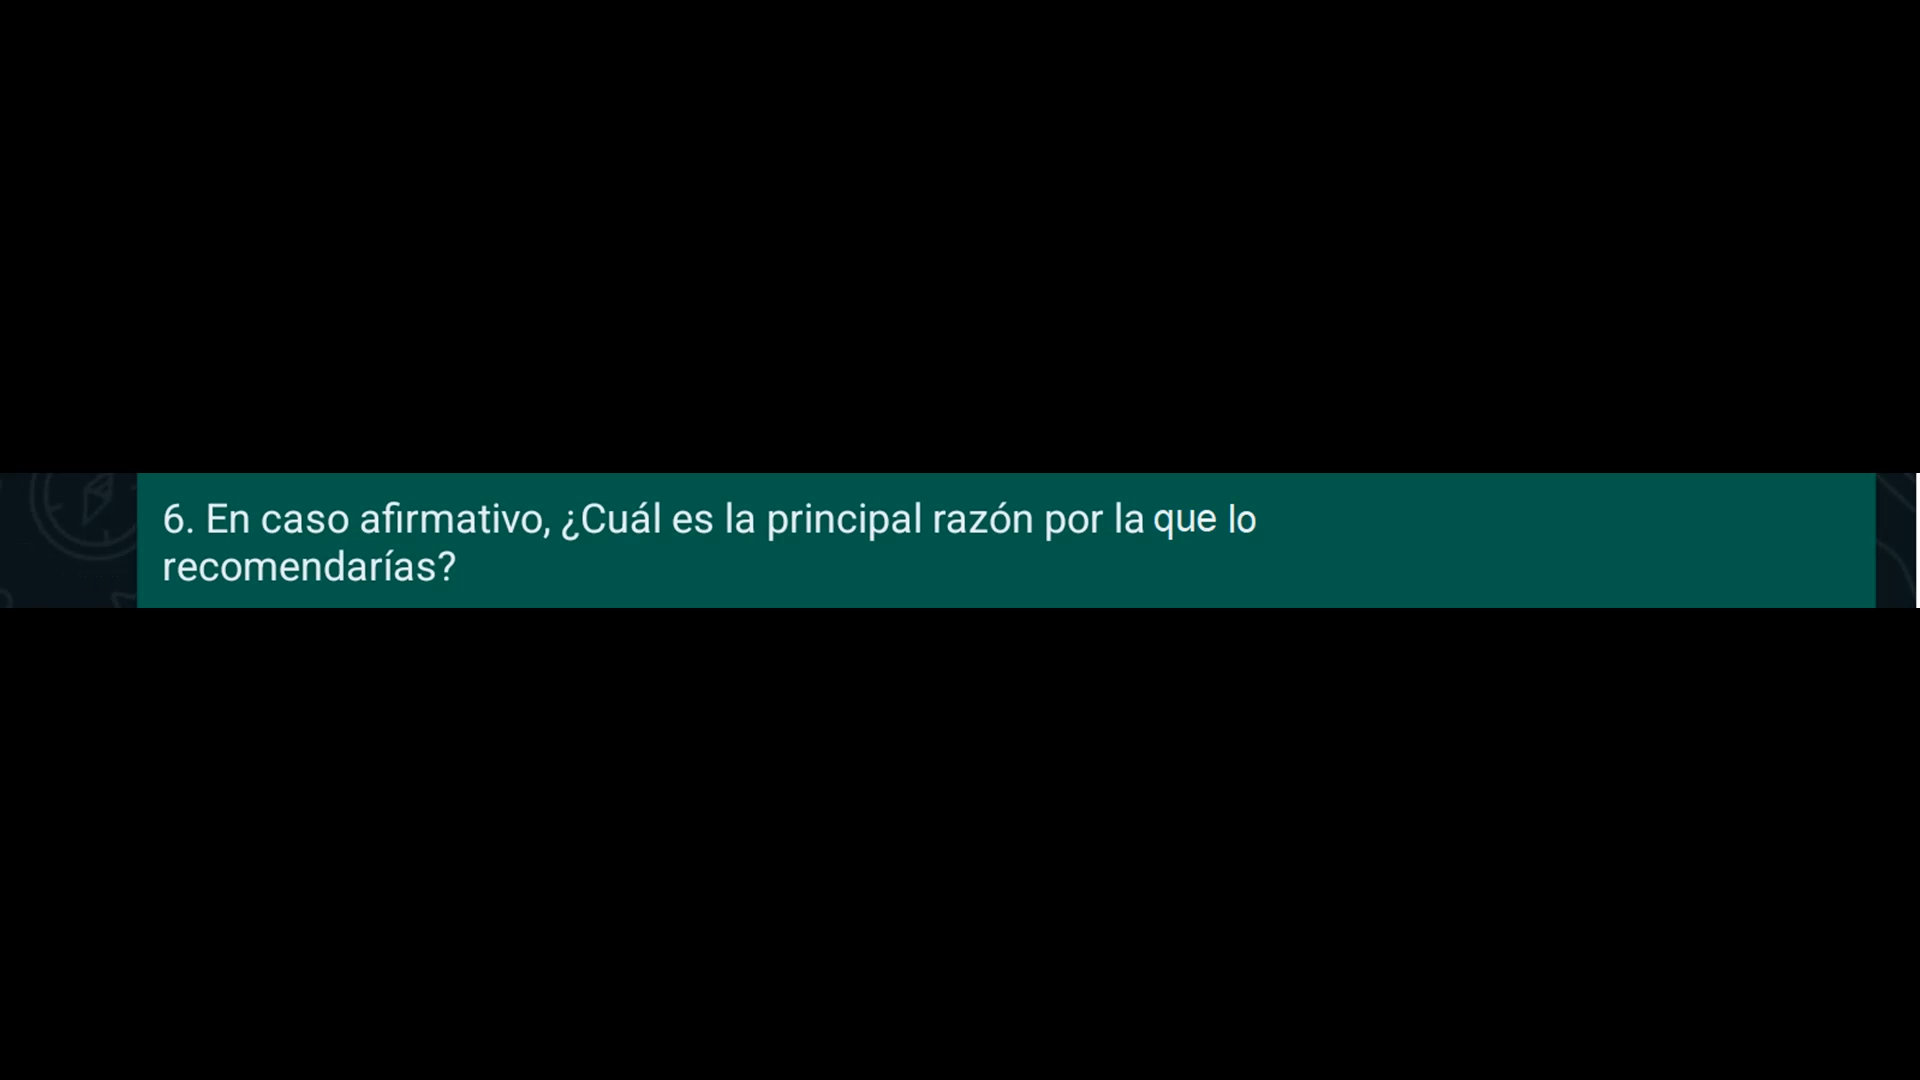 6. En caso afirmativo, ¿Cuál es la principal razón por la que lo
recomendarías?